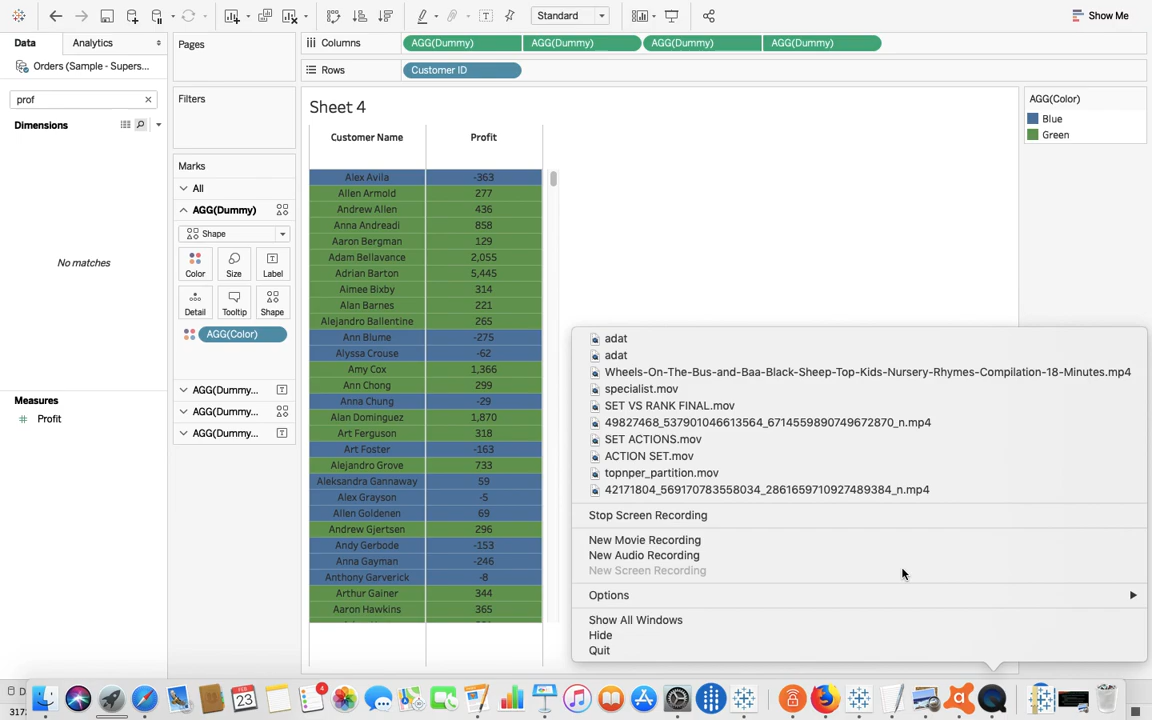 Standard
Show Me
Data
Analytics
Pages
Columns
AGG(Dummy)
AGG(Dummy)
AGG(Dummy)
AGG(Dummy)
Orders (Sample - Supers...
Rows
Customer ID
prof
Filters
Sheet 4
AGG(Color)
Blue
Green
Dimensions
No matches
Measures
Profit
Marks
All
AGG(Dummy)
Shape
Color
Size
Label
Detail
Tooltip
Shape
AGG(Color)
AGG(Dummy...
AGG(Dummy...
AGG(Dummy...
Customer Name Profit
Alex Avila -363
Allen Armold 277
Andrew Allen 436
Anna Andreadi 858
Aaron Bergman 129
Adam Bellavance 2,055
Adrian Barton 5,445
Aimee Bixby 314
Alan Barnes 221
Alejandro Ballentine 265
Ann Blume -275
Alyssa Crouse -62
Amy Cox 1,366
Ann Chong 299
Anna Chung -29
Alan Dominguez 1,870
Art Ferguson 318
Art Foster -163
Alejandro Grove 733
Aleksandra Gannaway 59
Alex Grayson -5
Allen Goldenen 69
Andrew Gjertsen 296
Andy Gerbode -153
Anna Gayman -246
Anthony Garverick -8
Arthur Gainer 344
Aaron Hawkins 365
adat
adat
Wheels-On-The-Bus-and-Baa-Black-Sheep-Top-Kids-Nursery-Rhymes-Compilation-18-Minutes.mp4
specialist.mov
SET VS RANK FINAL.mov
49827468_537901046613564_6714559890749672870_n.mp4
SET ACTIONS.mov
ACTION SET.mov
topnper_partition.mov
42171804_569170783558034_2861659710927489384_n.mp4
Stop Screen Recording
New Movie Recording
New Audio Recording
New Screen Recording
Options
Show All Windows
Hide
Quit
D
317
FEB
23
4